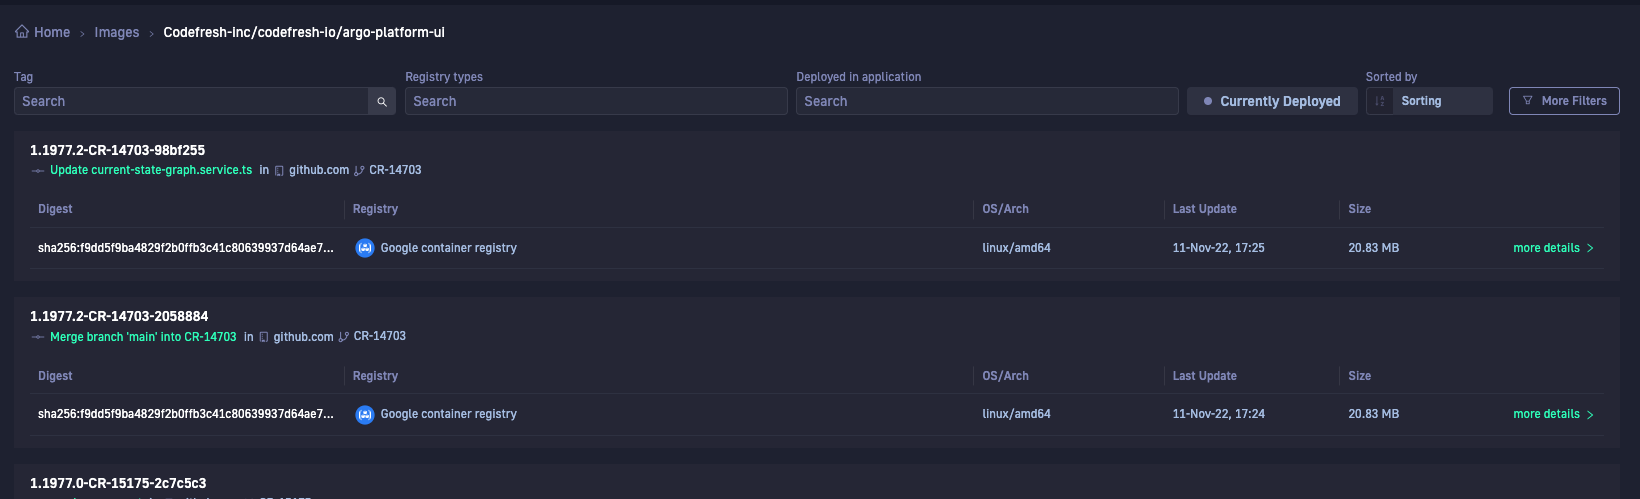 Home > Images > Codefresh-inc/codefresh-io/argo-platform-ui
Tag Registry types Deployed in application Sorted by
Search Search Search Currently Deployed Sorting More Filters
1.1977.2-CR-14703-98bf255
Update current-state-graph.service.ts in github.com CR-14703
Digest Registry OS/Arch Last Update Size
sha256:f9dd5f9ba4829f2b0ffb3c41c80639937d64ae7... Google container registry linux/amd64 11-Nov-22, 17:25 20.83 MB more details >
1.1977.2-CR-14703-2058884
Merge branch 'main' into CR-14703 in github.com CR-14703
Digest Registry OS/Arch Last Update Size
sha256:f9dd5f9ba4829f2b0ffb3c41c80639937d64ae7... Google container registry linux/amd64 11-Nov-22, 17:24 20.83 MB more details >
1.1977.0-CR-15175-2c7c5c3